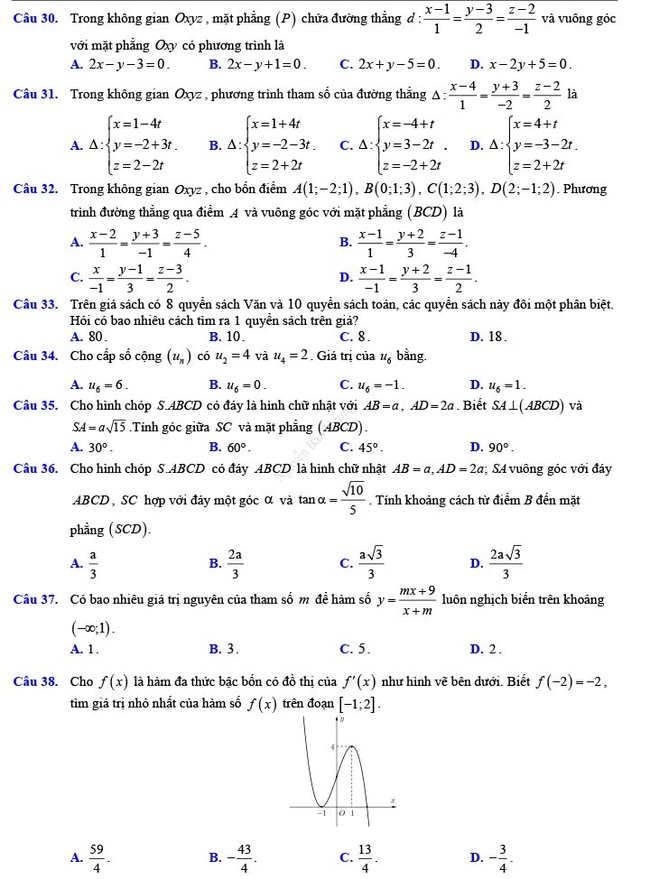 Câu 30. Trong không gian Oxyz, mặt phẳng (P) chứa đường thẳng d: (x−1)/1 = (y−3)/2 = (z−2)/−1 và vuông góc
với mặt phẳng Oxy có phương trình là
A. 2x − y − 3 = 0. B. 2x − y + 1 = 0. C. 2x + y − 5 = 0. D. x − 2y + 5 = 0.
Câu 31. Trong không gian Oxyz, phương trình tham số của đường thẳng Δ: (x−4)/1 = (y+3)/−2 = (z−2)/2 là
A. Δ: {x = 1 − 4t; y = −2 + 3t; z = 2 − 2t. B. Δ: {x = 1 + 4t; y = −2 − 3t; z = 2 + 2t. C. Δ: {x = −4 + t; y = 3 − 2t; z = −2 + 2t. D. Δ: {x = 4 + t; y = −3 − 2t; z = 2 + 2t.
Câu 32. Trong không gian Oxyz, cho bốn điểm A(1;−2;1), B(0;1;3), C(1;2;3), D(2;−1;2). Phương
trình đường thẳng qua điểm A và vuông góc với mặt phẳng (BCD) là
A. (x−2)/1 = (y+3)/−1 = (z−5)/4. B. (x−1)/1 = (y+2)/3 = (z−1)/−4.
C. x/−1 = (y−1)/3 = (z−3)/2. D. (x−1)/−1 = (y+2)/3 = (z−1)/2.
Câu 33. Trên giá sách có 8 quyển sách Văn và 10 quyển sách toán, các quyển sách này đôi một phân biệt.
Hỏi có bao nhiêu cách tìm ra 1 quyển sách trên giá?
A. 80. B. 10. C. 8. D. 18.
Câu 34. Cho cấp số cộng (uₙ) có u₂ = 4 và u₄ = 2. Giá trị của u₆ bằng.
A. u₆ = 6. B. u₆ = 0. C. u₆ = −1. D. u₆ = 1.
Câu 35. Cho hình chóp S.ABCD có đáy là hình chữ nhật với AB = a, AD = 2a. Biết SA ⊥ (ABCD) và
SA = a√15. Tính góc giữa SC và mặt phẳng (ABCD).
A. 30°. B. 60°. C. 45°. D. 90°.
Câu 36. Cho hình chóp S.ABCD có đáy ABCD là hình chữ nhật AB = a, AD = 2a; SA vuông góc với đáy
ABCD, SC hợp với đáy một góc α và tan α = √10/5. Tính khoảng cách từ điểm B đến mặt
phẳng (SCD).
A. a/3 B. 2a/3 C. a√3/3 D. 2a√3/3
Câu 37. Có bao nhiêu giá trị nguyên của tham số m để hàm số y = (mx+9)/(x+m) luôn nghịch biến trên khoảng
(−∞;1).
A. 1. B. 3. C. 5. D. 2.
Câu 38. Cho f(x) là hàm đa thức bậc bốn có đồ thị của f'(x) như hình vẽ bên dưới. Biết f(−2) = −2,
tìm giá trị nhỏ nhất của hàm số f(x) trên đoạn [−1;2].
y
4
x
−1 O 1
A. 59/4. B. −43/4. C. 13/4. D. −3/4.